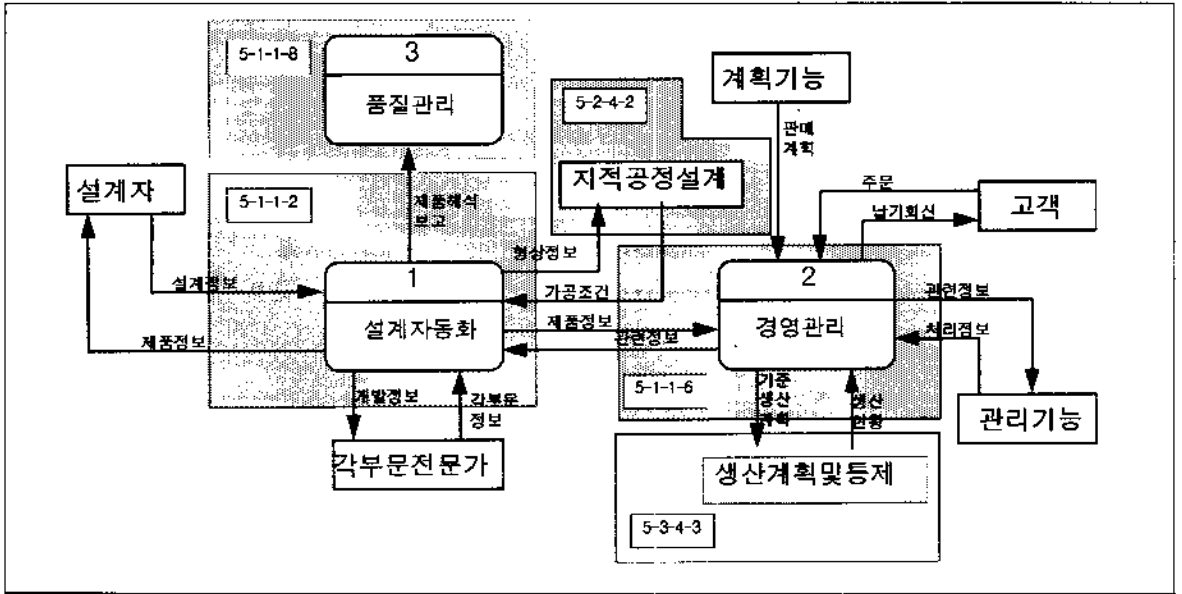 5-1-1-8
3
품질관리
5-2-4-2
계획기능
판매
계획
설계자
5-1-1-2
제품해석
보고
지적공정설계
주문
고객
납기회신
형상정보
설계정보
1
가공조건
2
관련정보
설계자동화
제품정보
경영관리
처리정보
제품정보
관련정보
5-1-1-6
개발정보
각부문
정보
기준
생산
계획
생산
현황
관리기능
각부문전문가
생산계획및통제
5-3-4-3